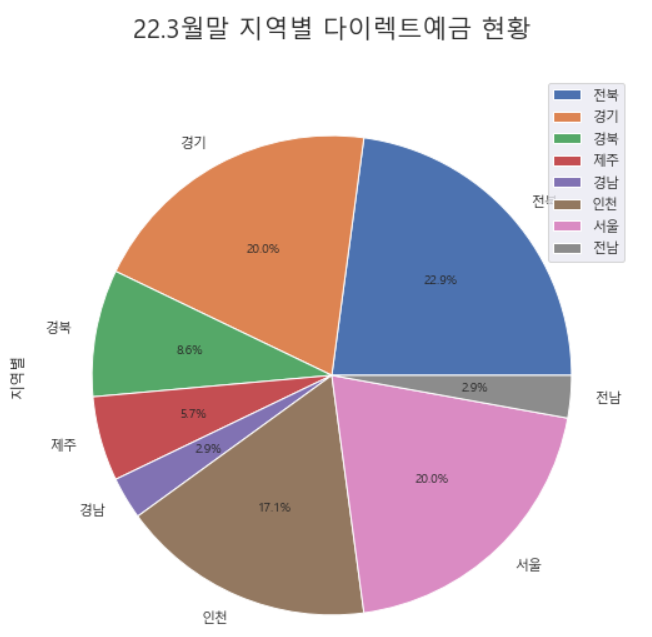 22.3월말 지역별 다이렉트예금 현황
전북
경기
경북
제주
경남
인천
서울
전남
경기
20.0%
22.9%
경북
8.6%
지역별
제주
5.7%
경남
2.9%
인천
17.1%
서울
20.0%
전남
2.9%